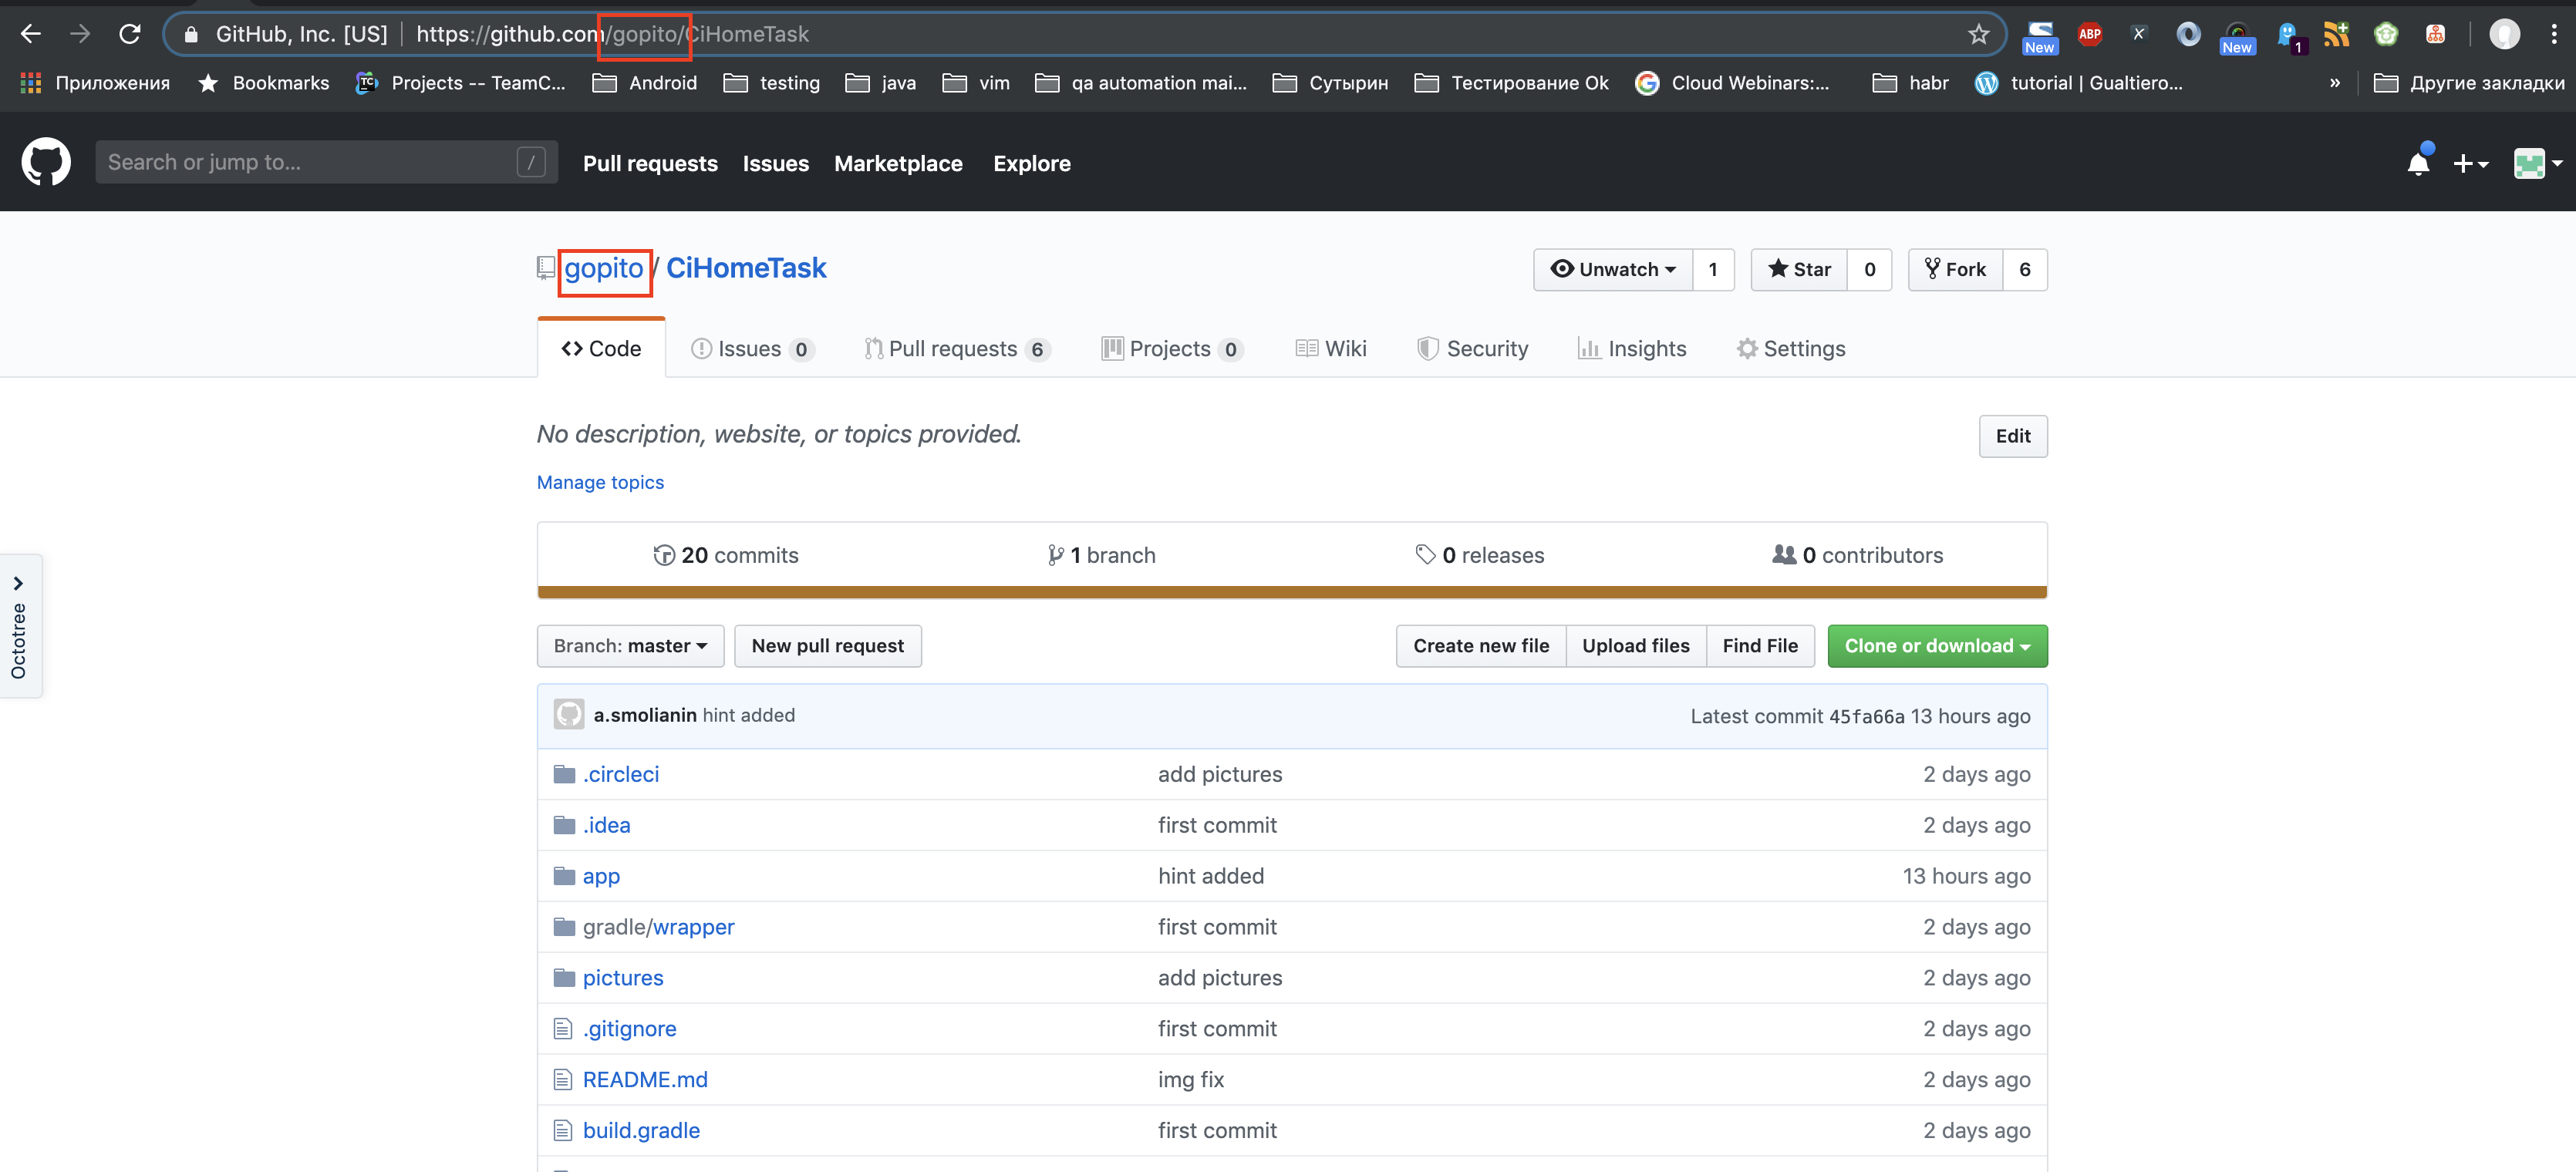 GitHub, Inc. [US] https://github.com/gopito/CiHomeTask
New ABP X New 1
Приложения Bookmarks TC Projects -- TeamC... Android testing java vim qa automation mai... Сутырин Тестирование Ok Cloud Webinars:... habr tutorial | Gualtiero... » Другие закладки
Search or jump to... / Pull requests Issues Marketplace Explore
gopito / CiHomeTask Unwatch 1 Star 0 Fork 6
Code Issues 0 Pull requests 6 Projects 0 Wiki Security Insights Settings
No description, website, or topics provided. Edit
Manage topics
20 commits 1 branch 0 releases 0 contributors
Octotree
Branch: master New pull request Create new file Upload files Find File Clone or download
a.smolianin hint added Latest commit 45fa66a 13 hours ago
.circleci add pictures 2 days ago
.idea first commit 2 days ago
app hint added 13 hours ago
gradle/wrapper first commit 2 days ago
pictures add pictures 2 days ago
.gitignore first commit 2 days ago
README.md img fix 2 days ago
build.gradle first commit 2 days ago